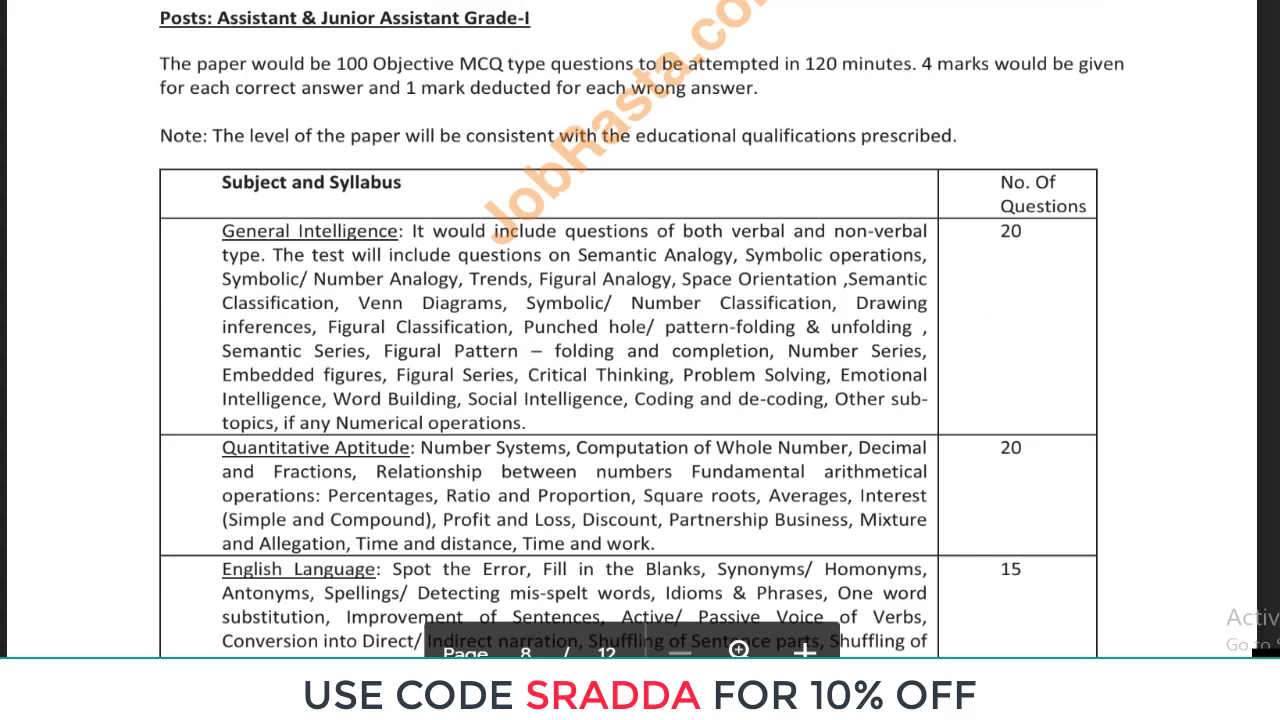 Posts: Assistant & Junior Assistant Grade-I
The paper would be 100 Objective MCQ type questions to be attempted in 120 minutes. 4 marks would be given
for each correct answer and 1 mark deducted for each wrong answer.
Note: The level of the paper will be consistent with the educational qualifications prescribed.
JobRasta.com
Subject and Syllabus
No. Of
Questions
General Intelligence: It would include questions of both verbal and non-verbal
20
type. The test will include questions on Semantic Analogy, Symbolic operations,
Symbolic/ Number Analogy, Trends, Figural Analogy, Space Orientation ,Semantic
Classification, Venn Diagrams, Symbolic/ Number Classification, Drawing
inferences, Figural Classification, Punched hole/ pattern-folding & unfolding ,
Semantic Series, Figural Pattern – folding and completion, Number Series,
Embedded figures, Figural Series, Critical Thinking, Problem Solving, Emotional
Intelligence, Word Building, Social Intelligence, Coding and de-coding, Other sub-
topics, if any Numerical operations.
Quantitative Aptitude: Number Systems, Computation of Whole Number, Decimal
20
and Fractions, Relationship between numbers Fundamental arithmetical
operations: Percentages, Ratio and Proportion, Square roots, Averages, Interest
(Simple and Compound), Profit and Loss, Discount, Partnership Business, Mixture
and Allegation, Time and distance, Time and work.
English Language: Spot the Error, Fill in the Blanks, Synonyms/ Homonyms,
15
Antonyms, Spellings/ Detecting mis-spelt words, Idioms & Phrases, One word
substitution, Improvement of Sentences, Active/ Passive Voice of Verbs,
Conversion into Direct/ Indirect narration, Shuffling of Sentence parts, Shuffling of
Page 8 / 12
Activ
Go to S
USE CODE SRADDA FOR 10% OFF